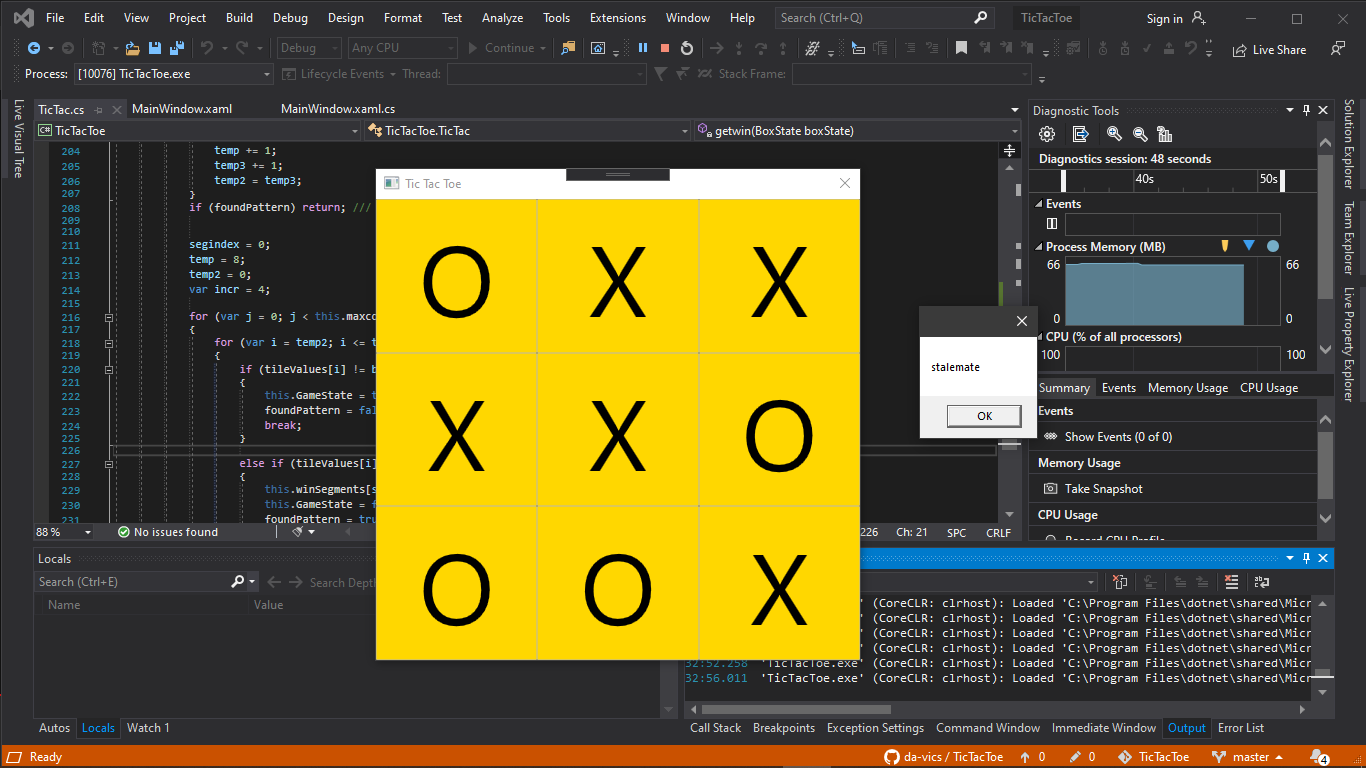 File Edit View Project Build Debug Design Format Test Analyze Tools Extensions Window Help Search (Ctrl+Q) TicTacToe Sign in
Debug Any CPU Continue Live Share
Process: [10076] TicTacToe.exe Lifecycle Events Thread: Stack Frame:
Live Visual Tree
TicTac.cs MainWindow.xaml MainWindow.xaml.cs
TicTacToe TicTacToe.TicTac getwin(BoxState boxState)
204 temp += 1;
205 temp3 += 1;
206 temp2 = temp3;
207 }
208 if (foundPattern) return; ///
209
210
211 segindex = 0;
212 temp = 8;
213 temp2 = 0;
214 var incr = 4;
215
216 for (var j = 0; j < this.maxco
217 {
218 for (var i = temp2; i <= t
219 {
220 if (tileValues[i] != b
221 {
222 this.GameState = t
223 foundPattern = fal
224 break;
225 }
226
227 else if (tileValues[i]
228 {
229 this.winSegments[s
230 this.GameState = f
231 foundPattern = tru
88 % No issues found 226 Ch: 21 SPC CRLF
Tic Tac Toe
O X X
X X O
O O X
stalemate
OK
Diagnostic Tools
Diagnostics session: 48 seconds
40s 50s
Events
Process Memory (MB)
66 66
0 0
CPU (% of all processors)
100 100
Summary Events Memory Usage CPU Usage
Events
Show Events (0 of 0)
Memory Usage
Take Snapshot
CPU Usage
Record CPU Profile
Solution Explorer
Team Explorer
Live Property Explorer
Locals
Search (Ctrl+E) Search Depth
Name Value
' (CoreCLR: clrhost): Loaded 'C:\Program Files\dotnet\shared\Micr
' (CoreCLR: clrhost): Loaded 'C:\Program Files\dotnet\shared\Micr
' (CoreCLR: clrhost): Loaded 'C:\Program Files\dotnet\shared\Micr
' (CoreCLR: clrhost): Loaded 'C:\Program Files\dotnet\shared\Micr
32:52.258 'TicTacToe.exe' (CoreCLR: clrhost): Loaded 'C:\Program Files\dotnet\shared\Micr
32:56.011 'TicTacToe.exe' (CoreCLR: clrhost): Loaded 'C:\Program Files\dotnet\shared\Micr
Autos Locals Watch 1 Call Stack Breakpoints Exception Settings Command Window Immediate Window Output Error List
Ready da-vics / TicTacToe 0 0 TicTacToe master 4